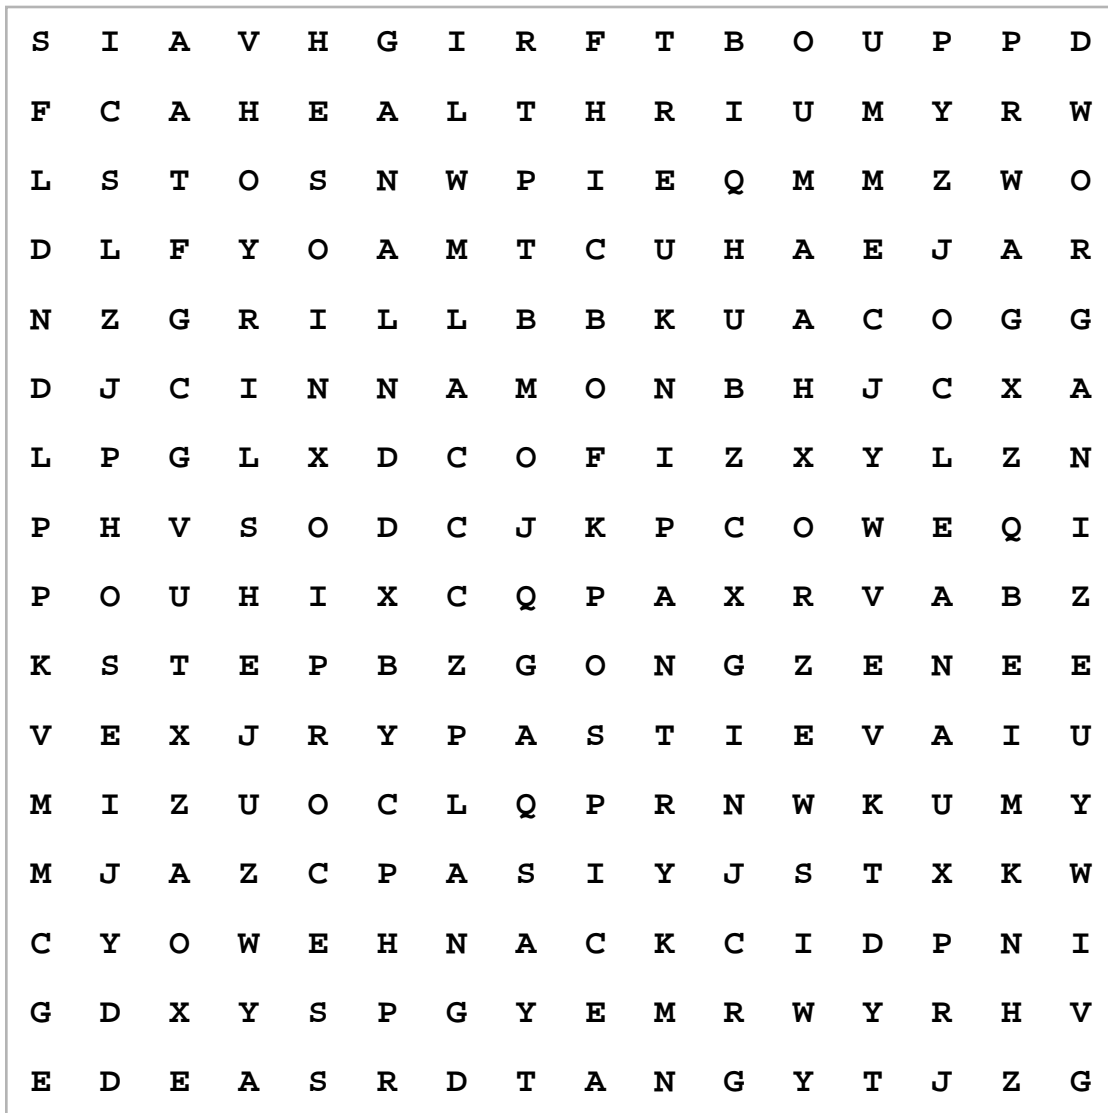 S I A V H G I R F T B O U P P D
F C A H E A L T H R I U M Y R W
L S T O S N W P I E Q M M Z W O
D L F Y O A M T C U H A E J A R
N Z G R I L L B B K U A C O G G
D J C I N N A M O N B H J C X A
L P G L X D C O F I Z X Y L Z N
P H V S O D C J K P C O W E Q I
P O U H I X C Q P A X R V A B Z
K S T E P B Z G O N G Z E N E E
V E X J R Y P A S T I E V A I U
M I Z U O C L Q P R N W K U M Y
M J A Z C P A S I Y J S T X K W
C Y O W E H N A C K C I D P N I
G D X Y S P G Y E M R W Y R H V
E D E A S R D T A N G Y T J Z G